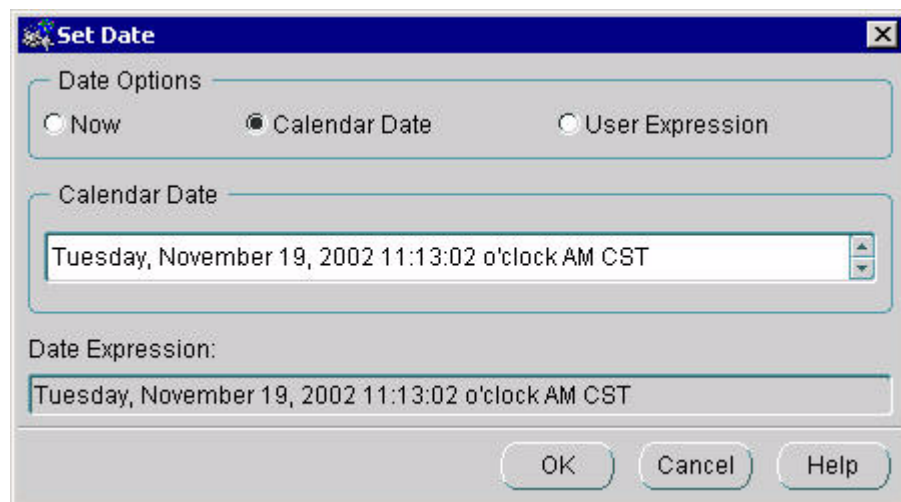 Set Date
Date Options
Now Calendar Date User Expression
Calendar Date
Tuesday, November 19, 2002 11:13:02 o'clock AM CST
Date Expression:
Tuesday, November 19, 2002 11:13:02 o'clock AM CST
OK Cancel Help